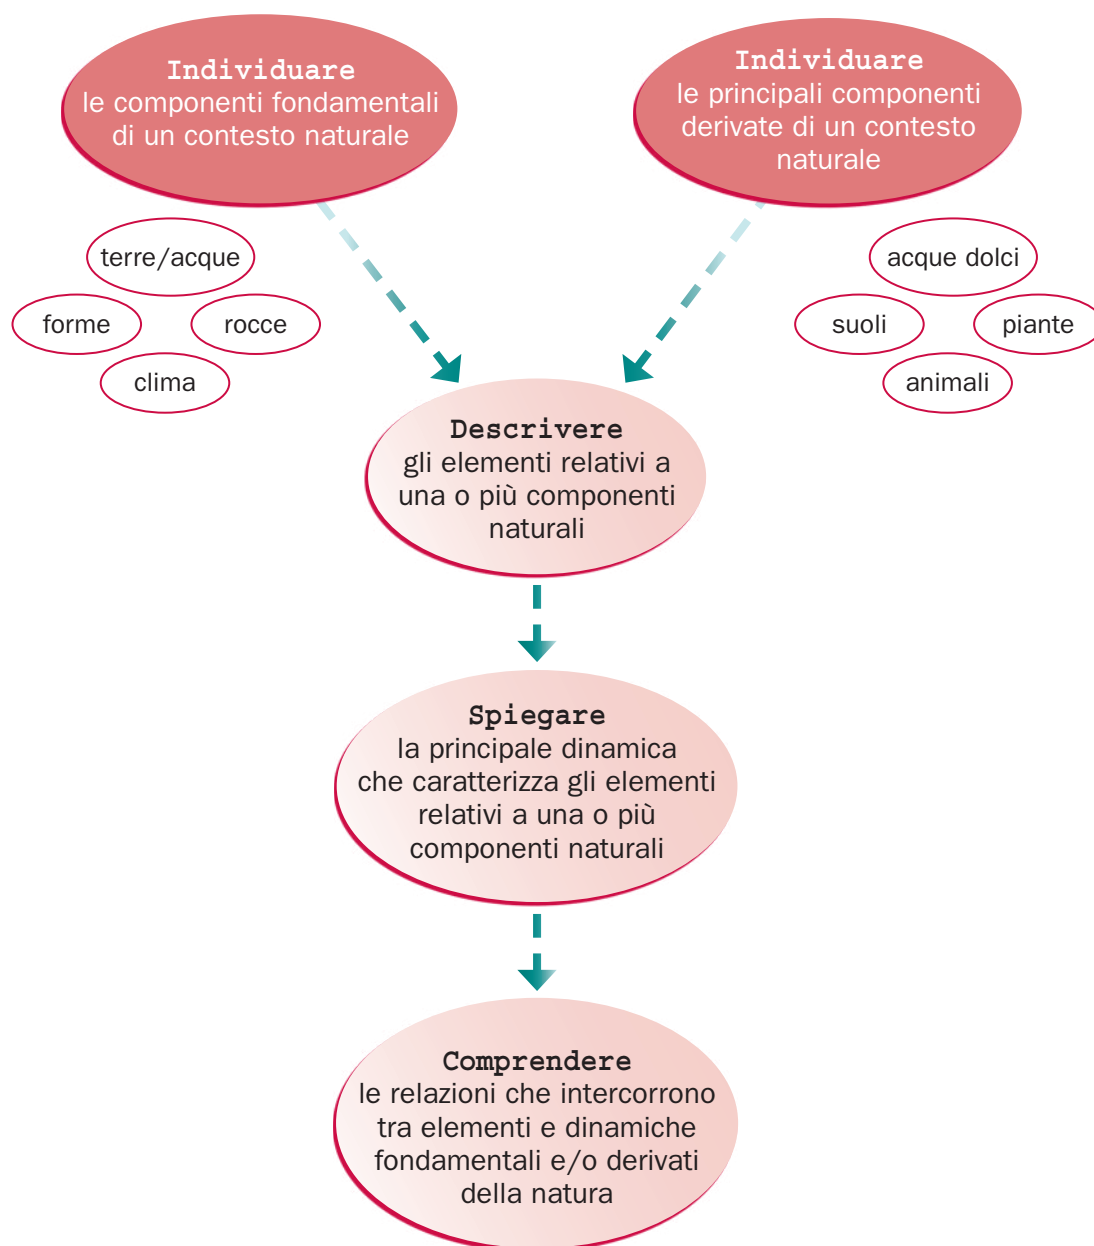 Individuare
le componenti fondamentali
di un contesto naturale
Individuare
le principali componenti
derivate di un contesto
naturale
terre/acque
forme
rocce
clima
acque dolci
suoli
piante
animali
Descrivere
gli elementi relativi a
una o più componenti
naturali
Spiegare
la principale dinamica
che caratterizza gli elementi
relativi a una o più
componenti naturali
Comprendere
le relazioni che intercorrono
tra elementi e dinamiche
fondamentali e/o derivati
della natura